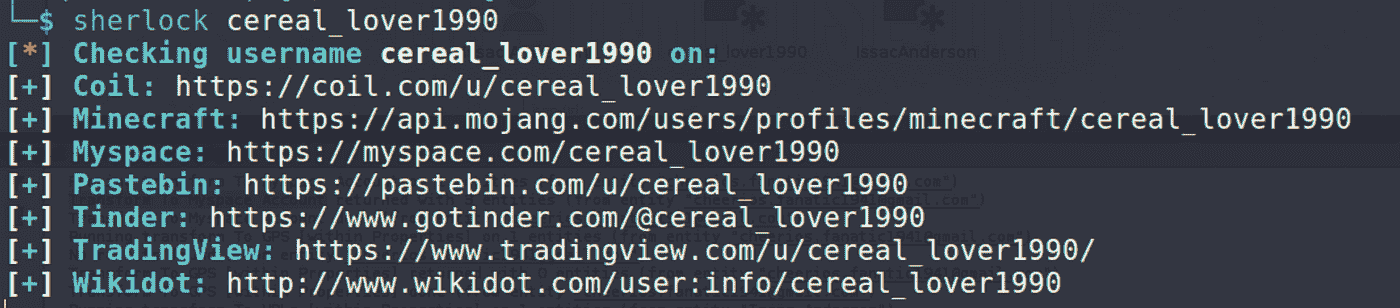 └─$ sherlock cereal_lover1990
[*] Checking username cereal_lover1990 on:
[+] Coil: https://coil.com/u/cereal_lover1990
[+] Minecraft: https://api.mojang.com/users/profiles/minecraft/cereal_lover1990
[+] Myspace: https://myspace.com/cereal_lover1990
[+] Pastebin: https://pastebin.com/u/cereal_lover1990
[+] Tinder: https://www.gotinder.com/@cereal_lover1990
[+] TradingView: https://www.tradingview.com/u/cereal_lover1990/
[+] Wikidot: http://www.wikidot.com/user:info/cereal_lover1990
_lover1990
IssacAnderson